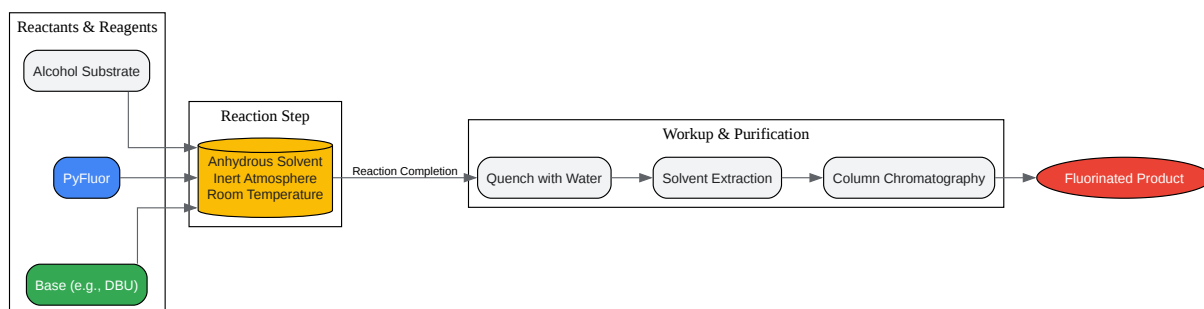 Reactants & Reagents
Alcohol Substrate
PyFluor
Base (e.g., DBU)
Reaction Step
Anhydrous Solvent
Inert Atmosphere
Room Temperature
Reaction Completion
Workup & Purification
Quench with Water
Solvent Extraction
Column Chromatography
Fluorinated Product